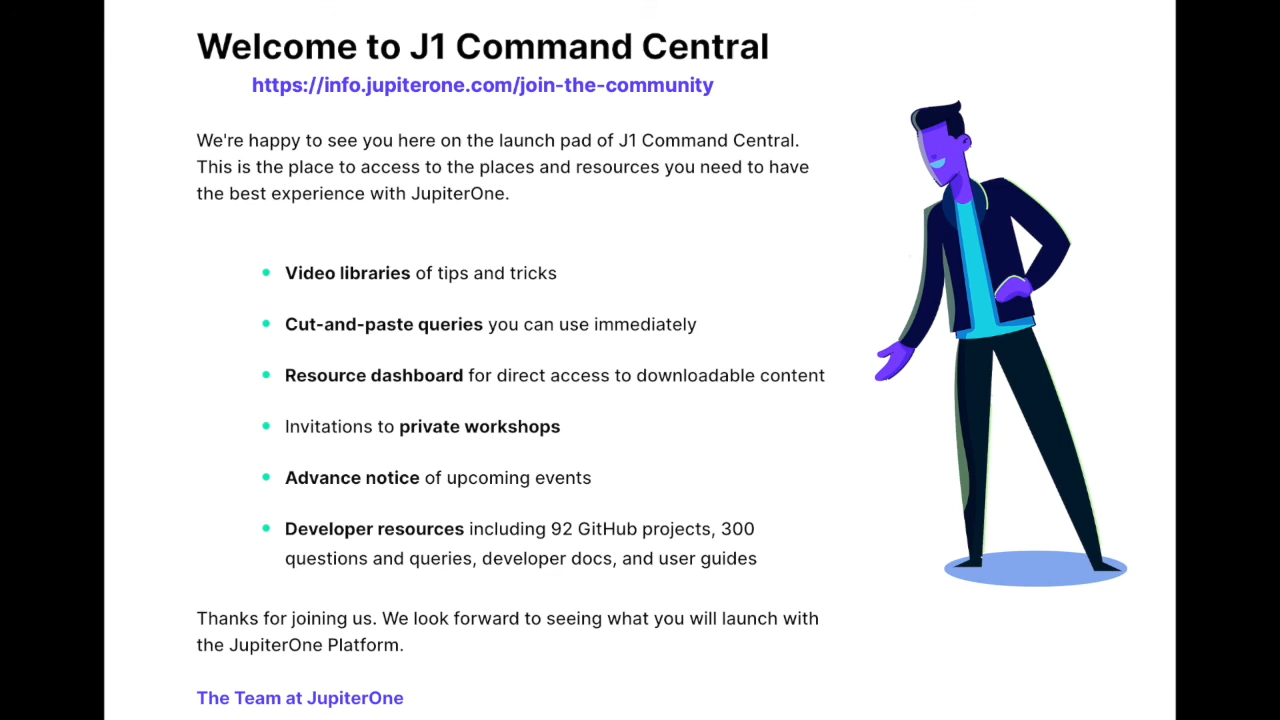 Welcome to J1 Command Central
https://info.jupiterone.com/join-the-community
We're happy to see you here on the launch pad of J1 Command Central.
This is the place to access to the places and resources you need to have
the best experience with JupiterOne.
Video libraries of tips and tricks
Cut-and-paste queries you can use immediately
Resource dashboard for direct access to downloadable content
Invitations to private workshops
Advance notice of upcoming events
Developer resources including 92 GitHub projects, 300
questions and queries, developer docs, and user guides
Thanks for joining us. We look forward to seeing what you will launch with
the JupiterOne Platform.
The Team at JupiterOne